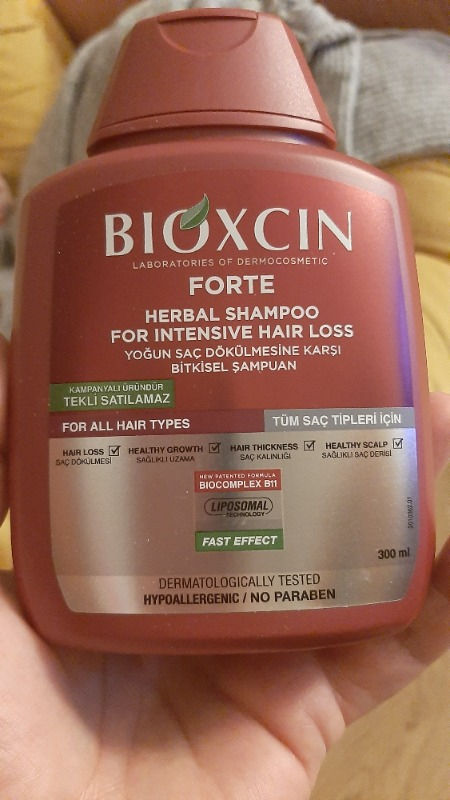 BIOXCIN
LABORATORIES OF DERMOCOSMETIC
FORTE
HERBAL SHAMPOO
FOR INTENSIVE HAIR LOSS
YOĞUN SAÇ DÖKÜLMESİNE KARŞI
BİTKİSEL ŞAMPUAN
KAMPANYALI ÜRÜNDÜR
TEKLİ SATILAMAZ
FOR ALL HAIR TYPES
TÜM SAÇ TİPLERİ İÇİN
HAIR LOSS
SAÇ DÖKÜLMESİ
HEALTHY GROWTH
SAĞLIKLI UZAMA
HAIR THICKNESS
SAÇ KALINLIĞI
HEALTHY SCALP
SAĞLIKLI SAÇ DERİSİ
NEW PATENTED FORMULA
BIOCOMPLEX B11
LIPOSOMAL
TECHNOLOGY
FAST EFFECT
300 ml
DERMATOLOGICALLY TESTED
HYPOALLERGENIC / NO PARABEN